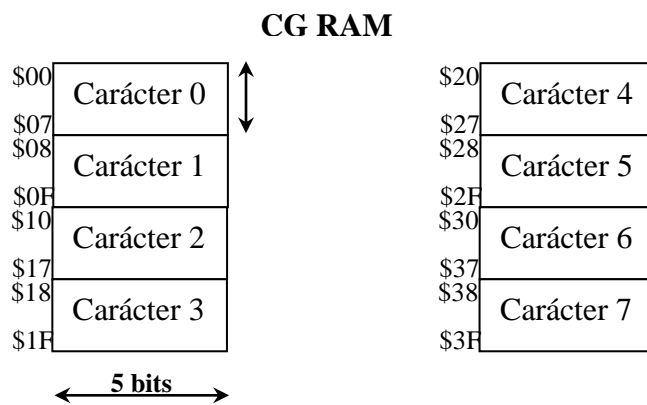 CG RAM
$00
Carácter 0
$07
$08
Carácter 1
$0F
$10
Carácter 2
$17
$18
Carácter 3
$1F
5 bits
$20
Carácter 4
$27
$28
Carácter 5
$2F
$30
Carácter 6
$37
$38
Carácter 7
$3F